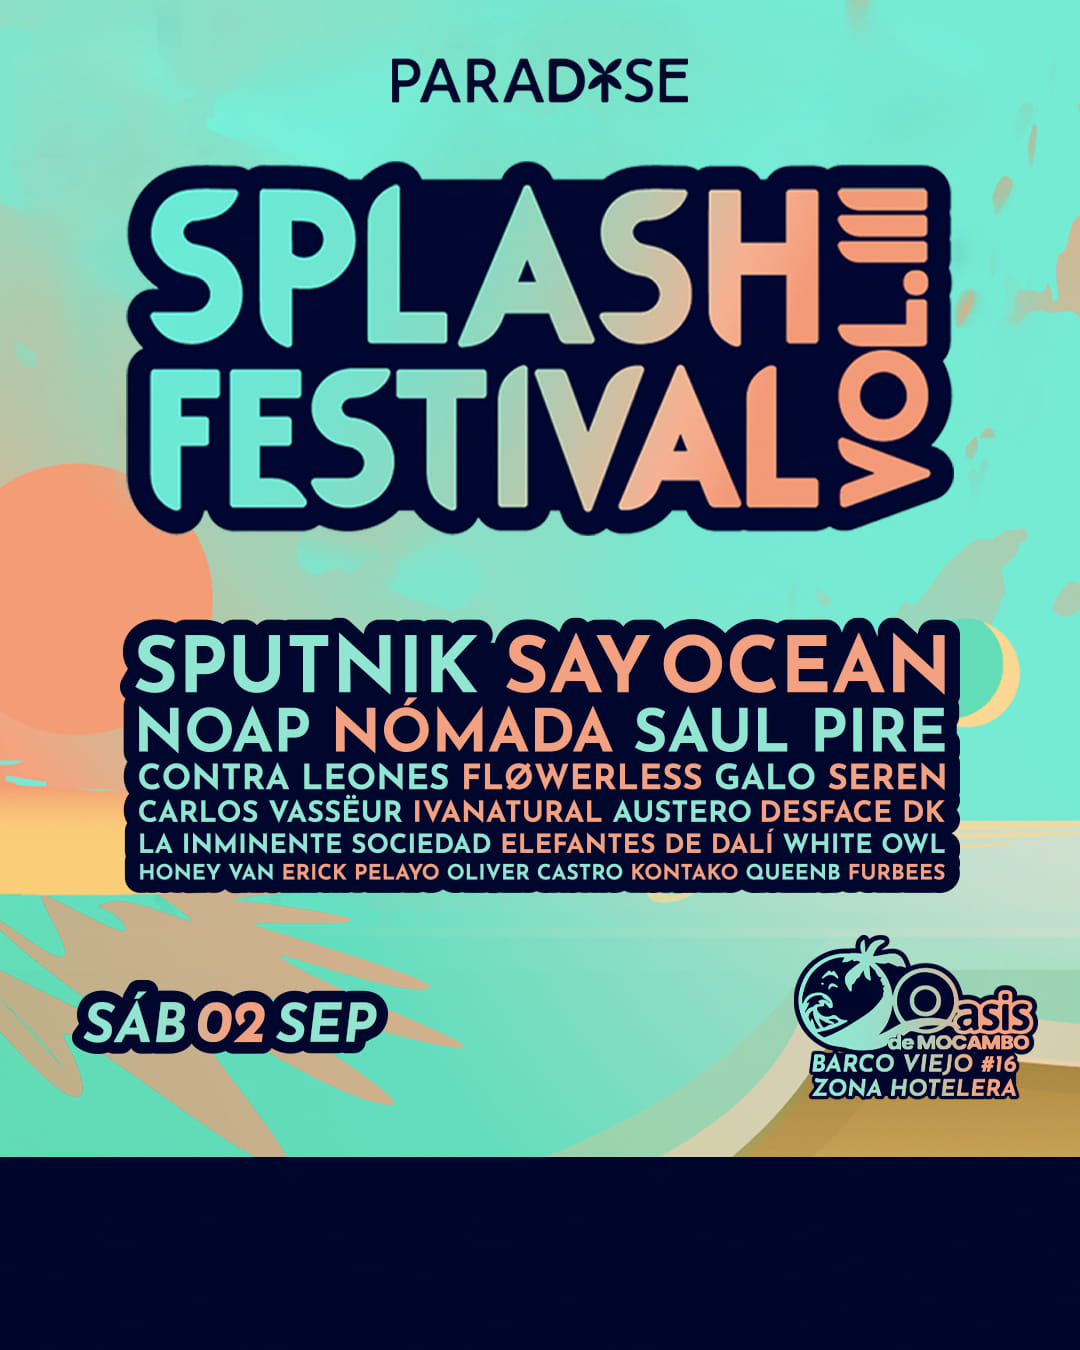 PARADYSE
SPLASH
FESTIVAL
VOL.III
SPUTNIK SAY OCEAN
NOAP NÓMADA SAUL PIRE
CONTRA LEONES FLØWERLESS GALO SEREN
CARLOS VASSËUR IVANATURAL AUSTERO DESFACE DK
LA INMINENTE SOCIEDAD ELEFANTES DE DALÍ WHITE OWL
HONEY VAN ERICK PELAYO OLIVER CASTRO KONTAKO QUEENB FURBEES
SÁB 02 SEP
Oasis
de MOCAMBO
BARCO VIEJO #16
ZONA HOTELERA